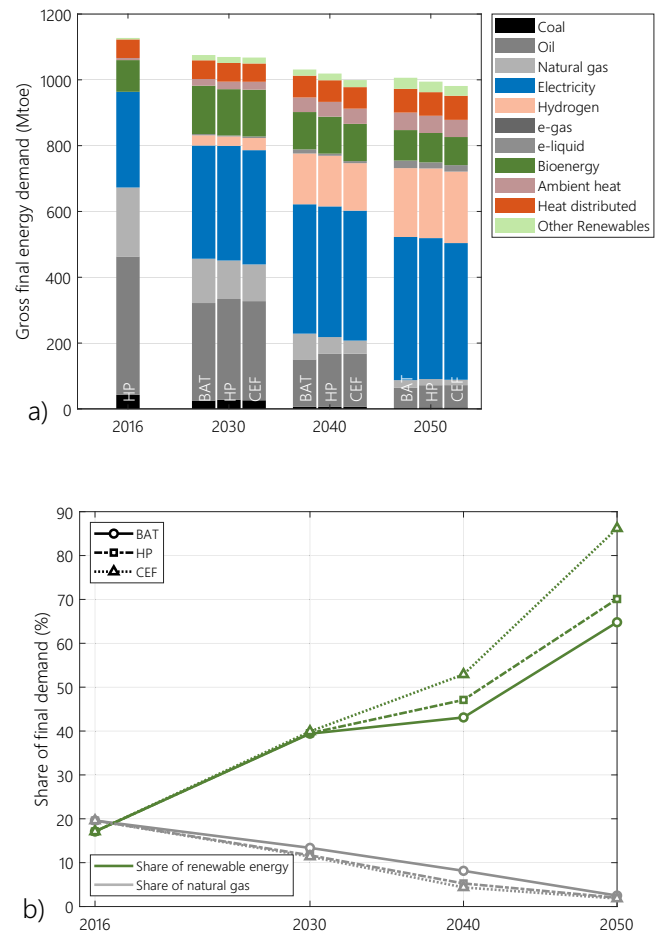 1200
1000
800
600
400
200
0
Gross final energy demand (Mtoe)
HP
BAT
HP
CEF
BAT
HP
CEF
BAT
HP
CEF
2016
2030
2040
2050
a)
Coal
Oil
Natural gas
Electricity
Hydrogen
e-gas
e-liquid
Bioenergy
Ambient heat
Heat distributed
Other Renewables
90
80
70
60
50
40
30
20
10
0
Share of final demand (%)
BAT
HP
CEF
Share of renewable energy
Share of natural gas
b)
2016
2030
2040
2050